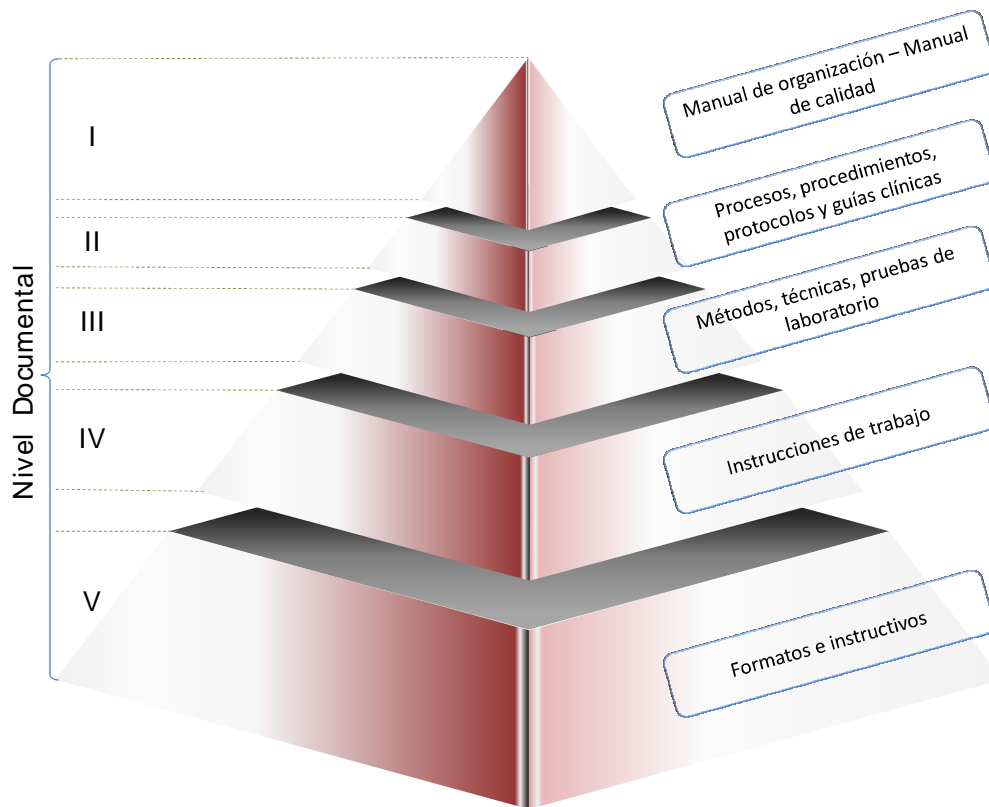 Nivel Documental
I
Manual de organización – Manual
de calidad
II
Procesos, procedimientos,
protocolos y guías clínicas
III
Métodos, técnicas, pruebas de
laboratorio
IV
Instrucciones de trabajo
V
Formatos e instructivos